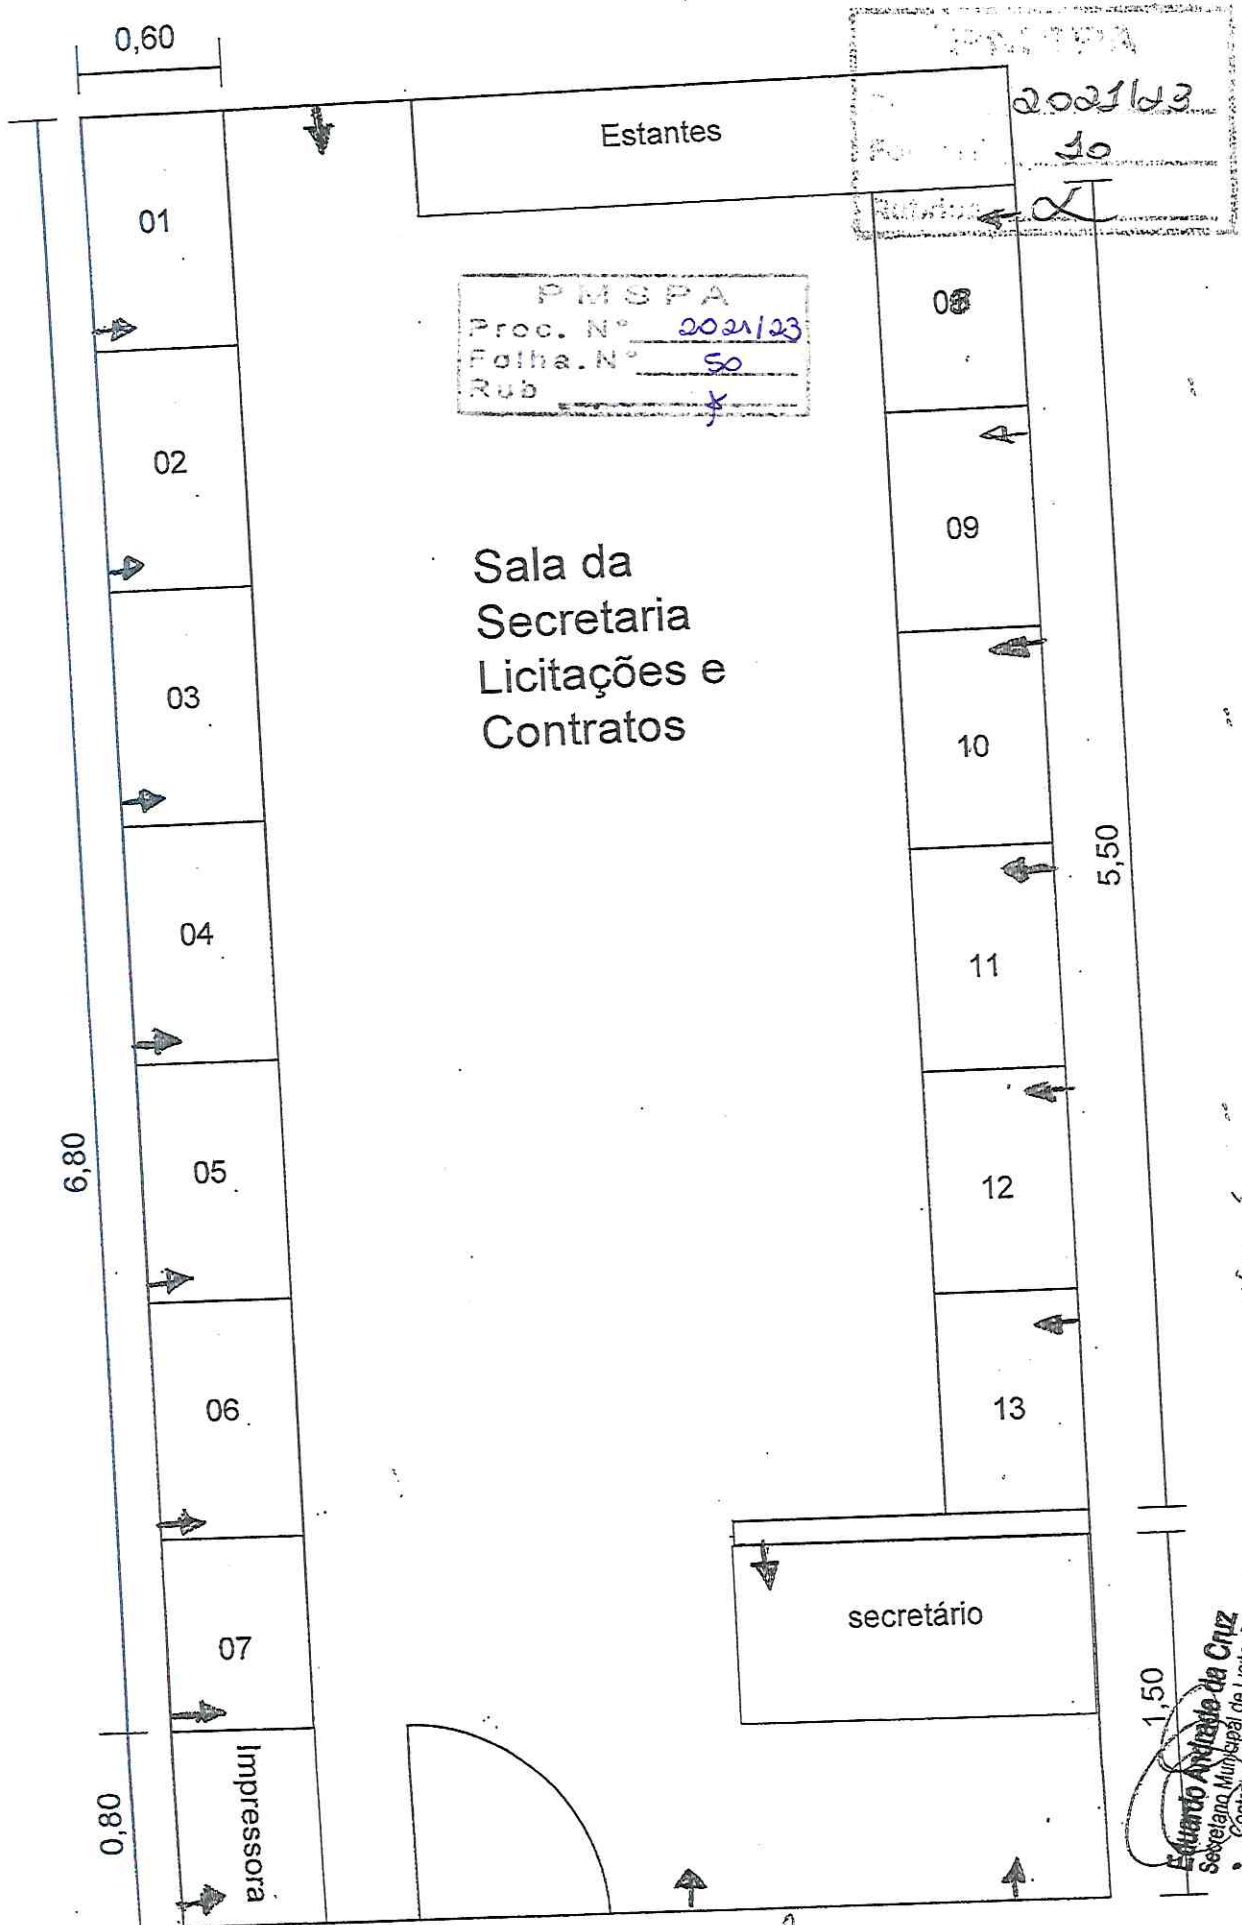 0,60
Estantes
2021/23
10
01
08
PMSPA
Proc. N° 2021/23
Folha. N° 50
Rub
02
09
Sala da
Secretaria
Licitações e
Contratos
03
10
5,50
04
11
6,80
05
12
06
13
07
secretário
1,50
Impressora
0,80
Eduardo Andrade da Cruz
Secretário Municipal de